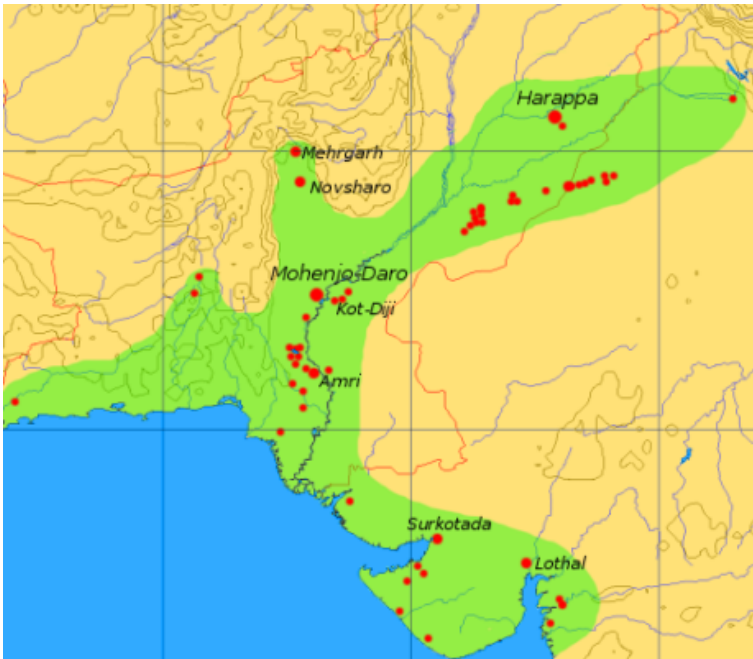 Harappa
Mehrgarh
Novsharo
Mohenjo-Daro
Kot-Diji
Amri
Surkotada
Lothal